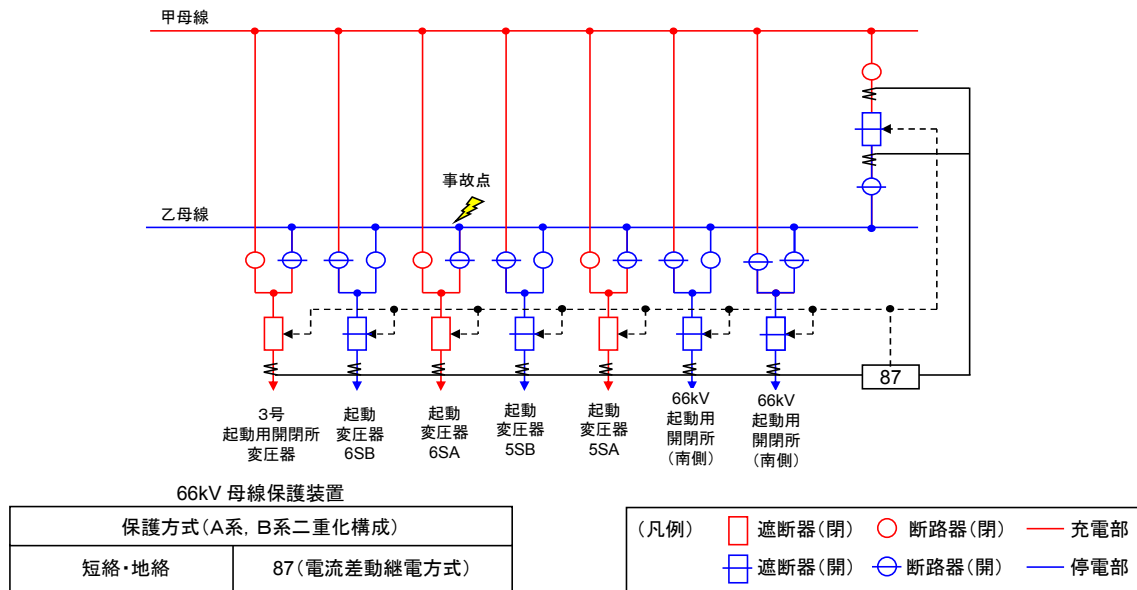 甲母線
事故点
乙母線
87
3号
起動用開閉所
変圧器
起動
変圧器
6SB
起動
変圧器
6SA
起動
変圧器
5SB
起動
変圧器
5SA
66kV
起動用
開閉所
(南側)
66kV
起動用
開閉所
(南側)
66kV 母線保護装置
保護方式(A系, B系二重化構成)
短絡・地絡
87(電流差動継電方式)
(凡例)
遮断器(閉)
断路器(閉)
充電部
遮断器(開)
断路器(開)
停電部